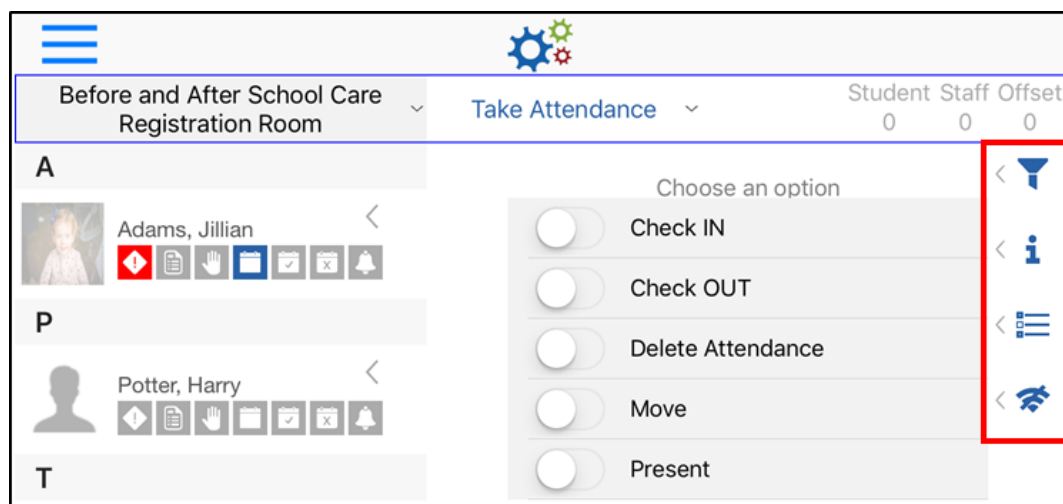 Before and After School Care
Registration Room
Take Attendance
Student Staff Offset
0 0 0
A
Choose an option
Adams, Jillian
Check IN
Check OUT
P
Delete Attendance
Potter, Harry
Move
Present
T